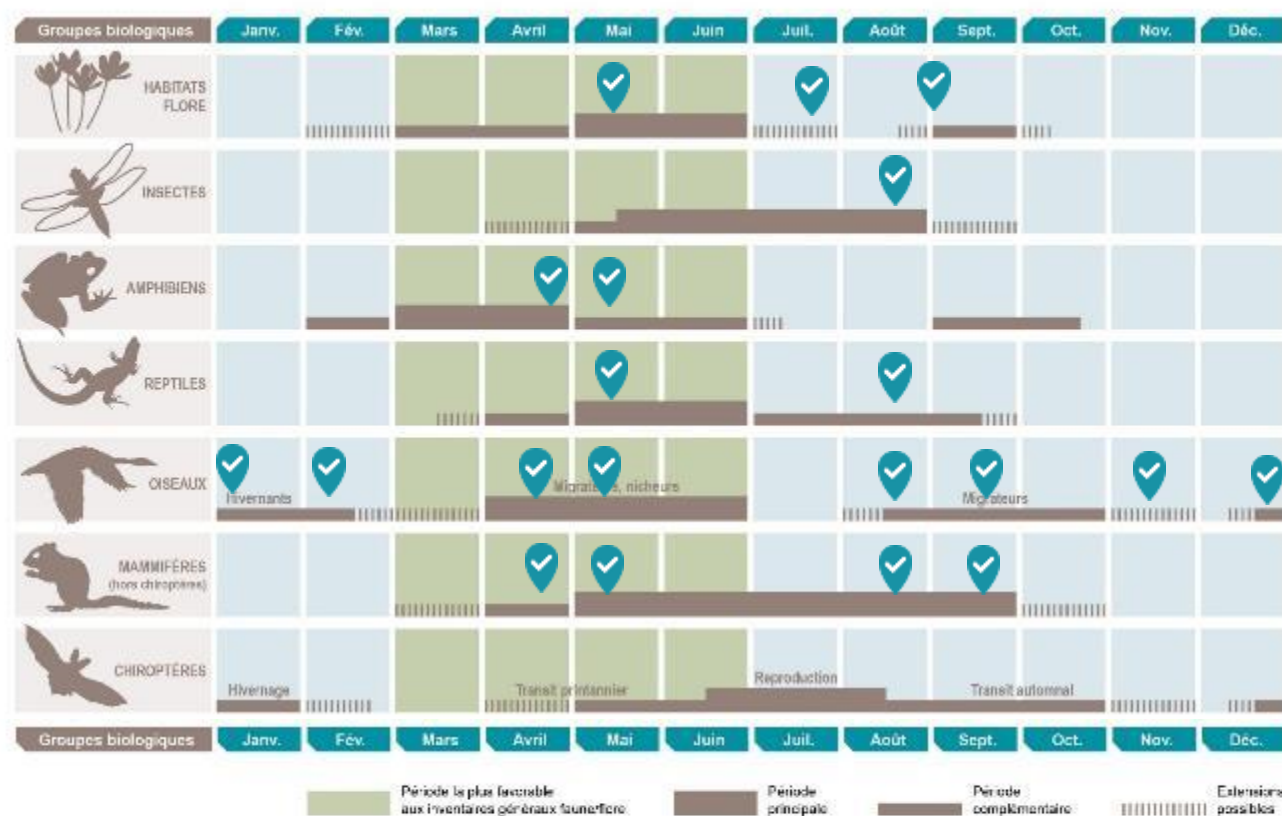 Groupes biologiques Janv. Fév. Mars Avril Mai Juin Juil. Août Sept. Oct. Nov. Déc.
HABITATS
FLORE
INSECTES
AMPHIBIENS
REPTILES
OISEAUX
Hivernants Migrateurs, nicheurs Migrateurs
MAMMIFÈRES
(hors chiroptères)
CHIROPTÈRES
Hivernage Transit printannier Reproduction Transit automnal
Groupes biologiques Janv. Fév. Mars Avril Mai Juin Juil. Août Sept. Oct. Nov. Déc.
Période la plus favorable Période Période Extensions
aux inventaires généraux faune/flore principale complémentaire possibles